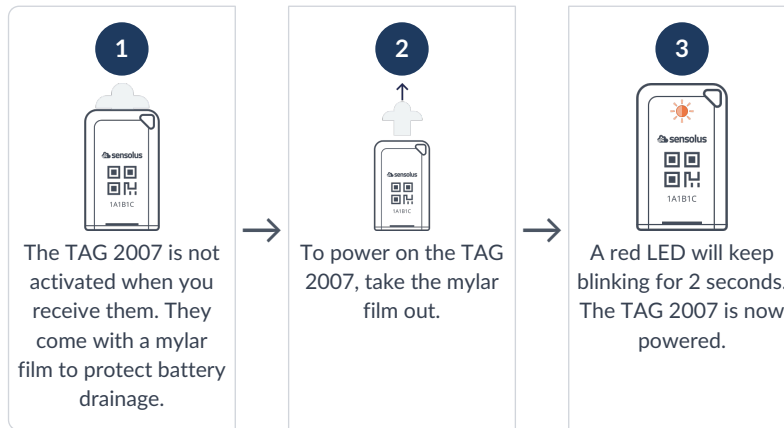 1
sensolus
1A1B1C
The TAG 2007 is not
activated when you
receive them. They
come with a mylar
film to protect battery
drainage.
2
sensolus
1A1B1C
To power on the TAG
2007, take the mylar
film out.
3
sensolus
1A1B1C
A red LED will keep
blinking for 2 seconds.
The TAG 2007 is now
powered.